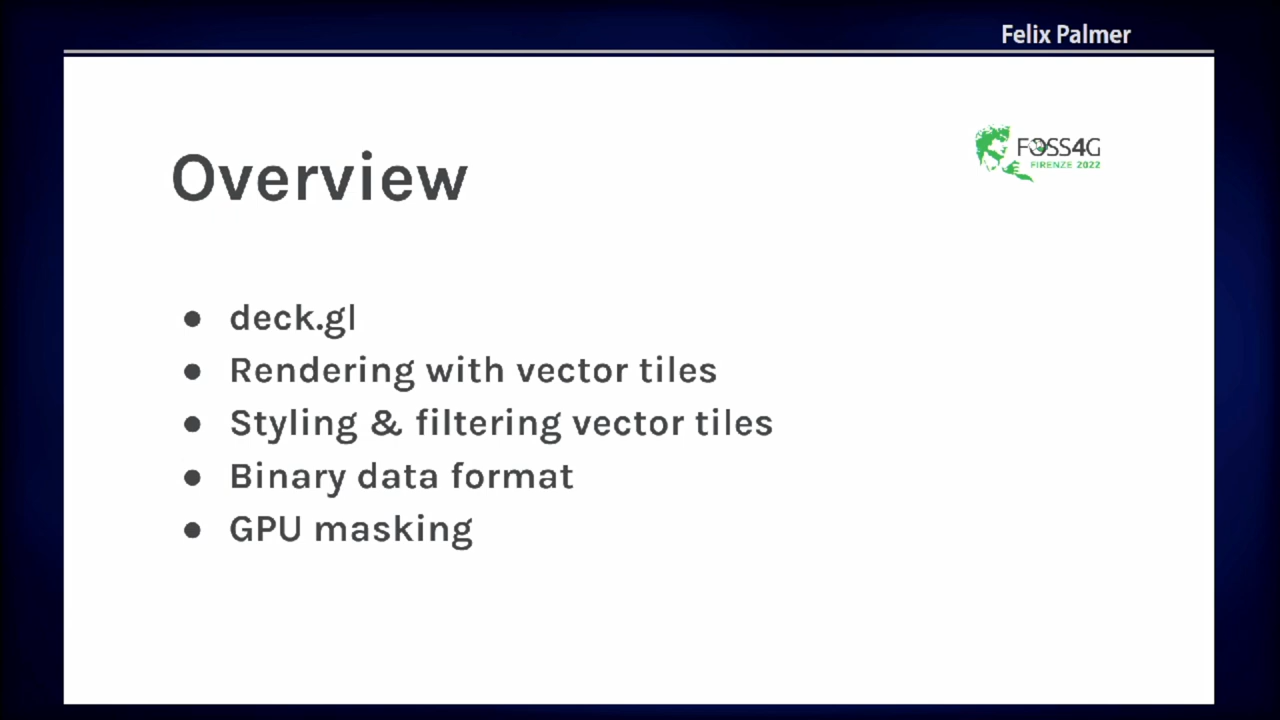 Felix Palmer
FOSS4G
FIRENZE 2022
Overview
● deck.gl
● Rendering with vector tiles
● Styling & filtering vector tiles
● Binary data format
● GPU masking